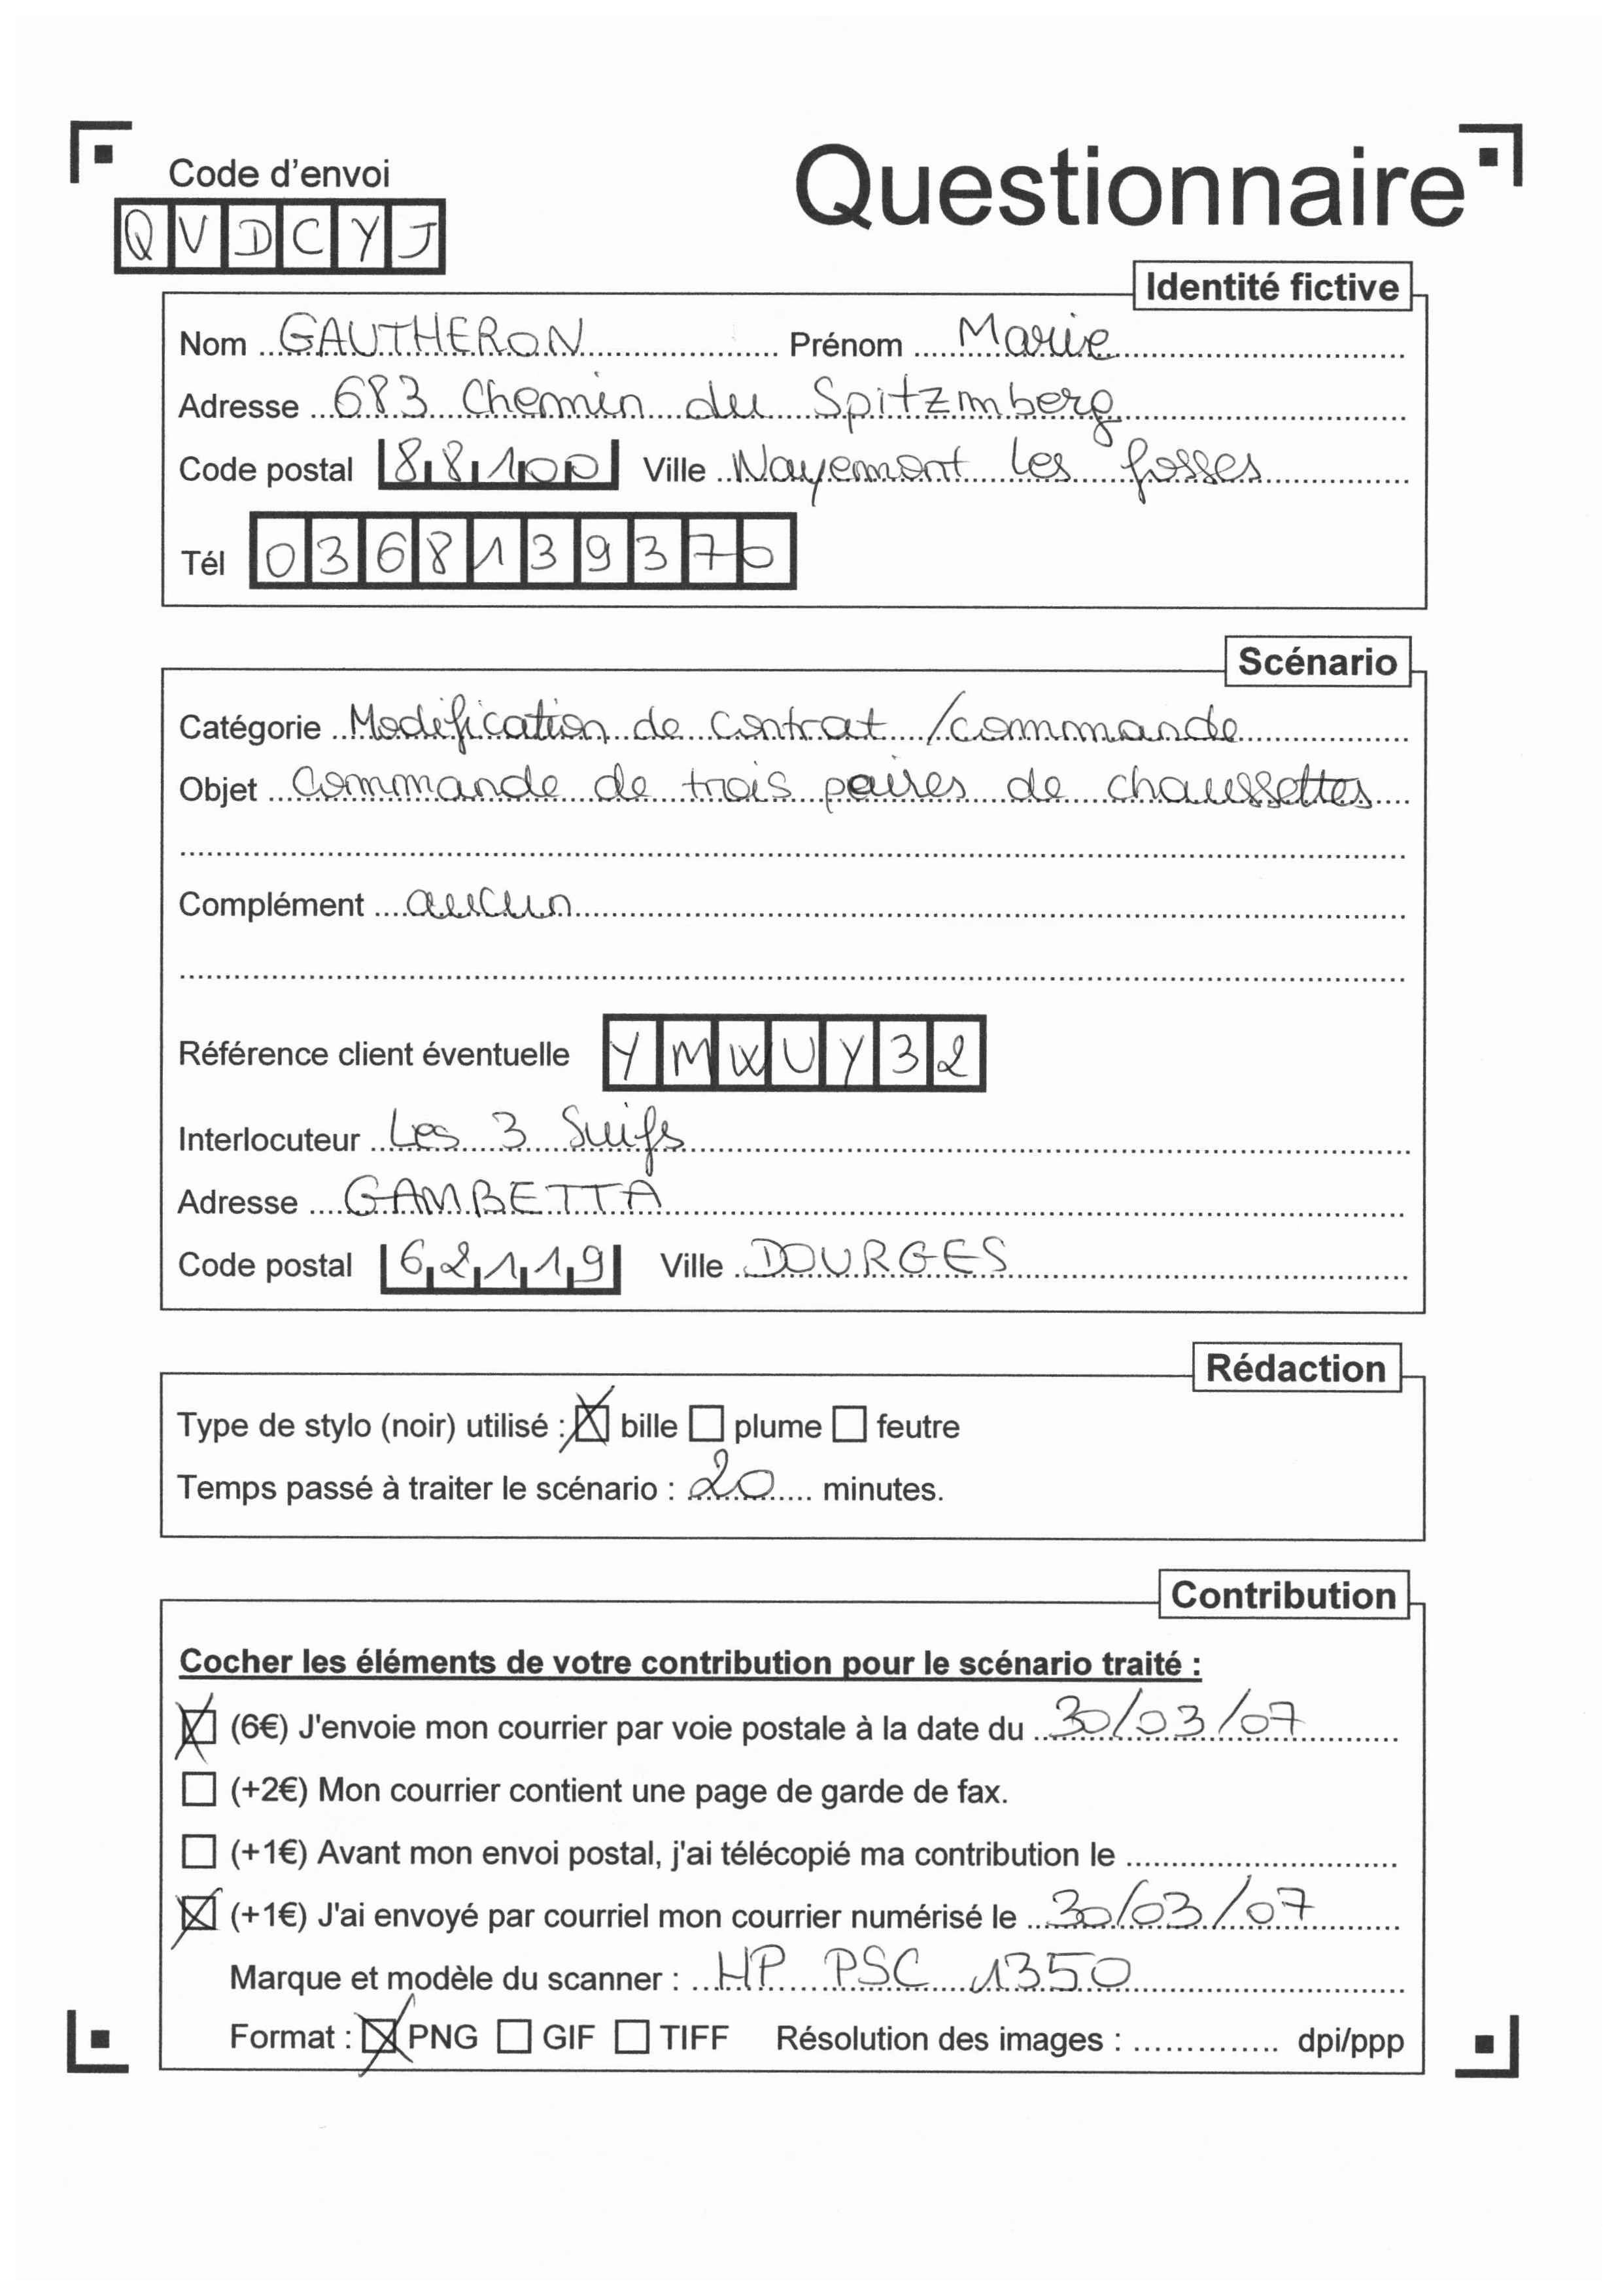 Questionnaire
Code d'envoi
QVDCYJ
Identité fictive
Nom GAUTHERON Prénom Marie
Adresse 683 Chemin du Spitzmberg
Code postal 88100 Ville Nayemont les fosses
Tél 0368139370
Scénario
Catégorie Modification de contrat / commande
Objet Commande de trois paires de chaussettes
Complément aucun
Référence client éventuelle YMWUY32
Interlocuteur Les 3 Suifs
Adresse GAMBETTA
Code postal 62119 Ville DOURGES
Rédaction
Type de stylo (noir) utilisé : bille plume feutre
Temps passé à traiter le scénario : 20 minutes.
Contribution
Cocher les éléments de votre contribution pour le scénario traité :
(6€) J'envoie mon courrier par voie postale à la date du 30/03/07
(+2€) Mon courrier contient une page de garde de fax.
(+1€) Avant mon envoi postal, j'ai télécopié ma contribution le
(+1€) J'ai envoyé par courriel mon courrier numérisé le 30/03/07
Marque et modèle du scanner : HP PSC 1350
Format : PNG GIF TIFF Résolution des images : dpi/ppp